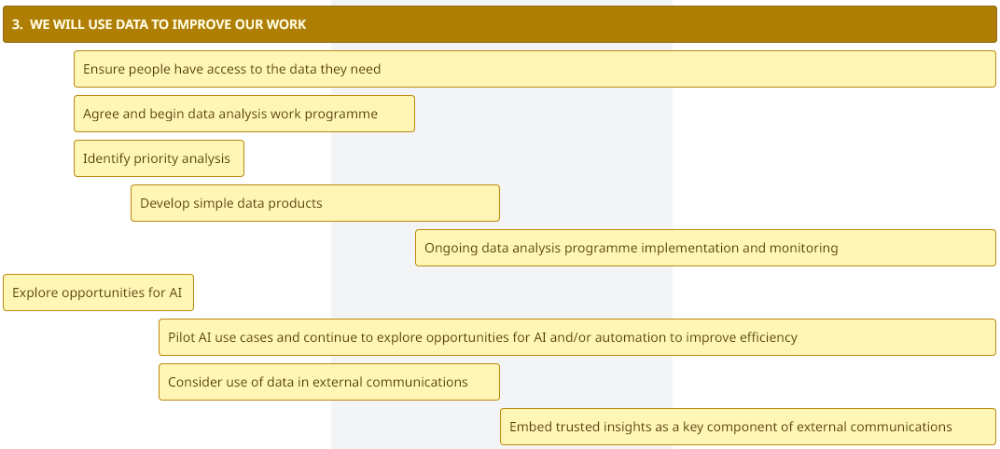 3. WE WILL USE DATA TO IMPROVE OUR WORK
Ensure people have access to the data they need
Agree and begin data analysis work programme
Identify priority analysis
Develop simple data products
Ongoing data analysis programme implementation and monitoring
Explore opportunities for AI
Pilot AI use cases and continue to explore opportunities for AI and/or automation to improve efficiency
Consider use of data in external communications
Embed trusted insights as a key component of external communications